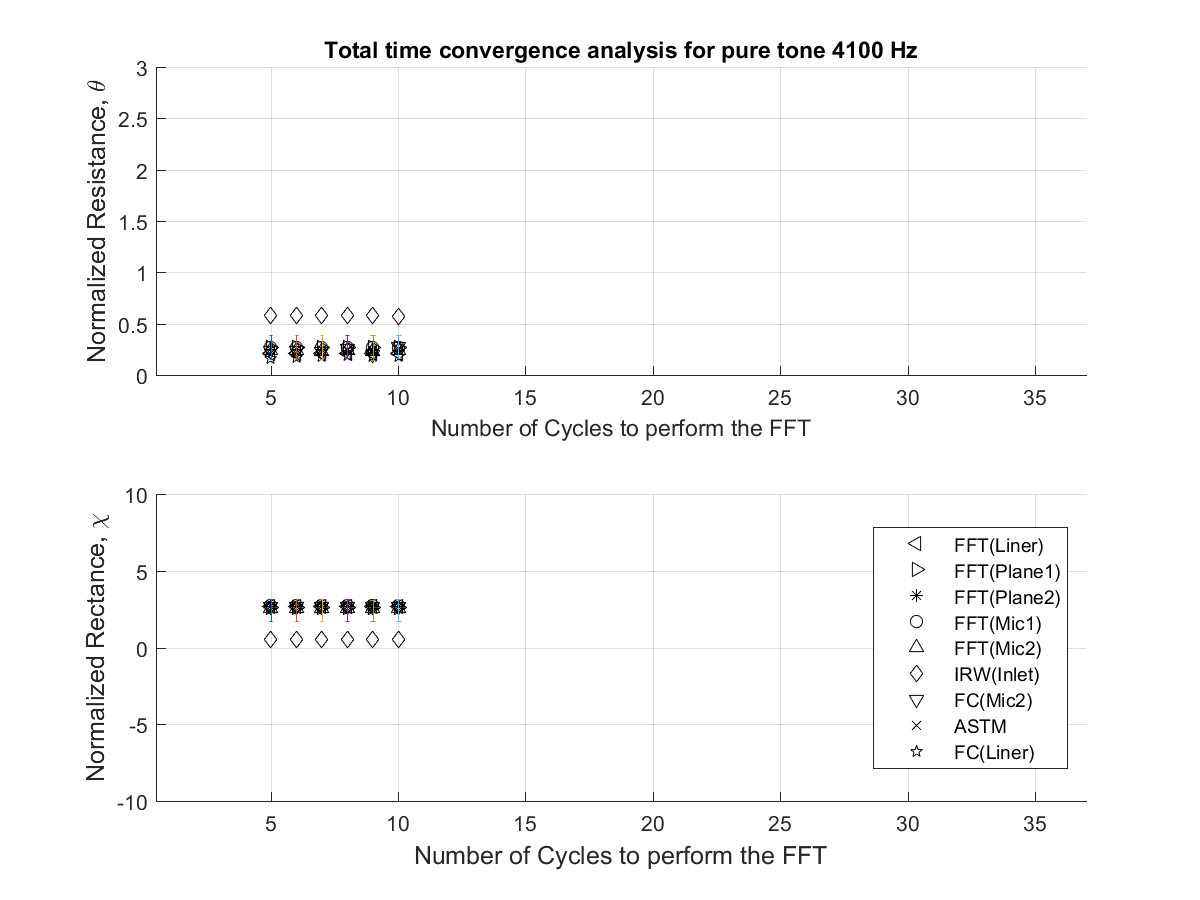 Total time convergence analysis for pure tone 4100 Hz
Normalized Resistance, θ
3
2.5
2
1.5
1
0.5
0
5 10 15 20 25 30 35
Number of Cycles to perform the FFT
Normalized Rectance, χ
10
5
0
-5
-10
FFT(Liner)
FFT(Plane1)
FFT(Plane2)
FFT(Mic1)
FFT(Mic2)
IRW(Inlet)
FC(Mic2)
ASTM
FC(Liner)
5 10 15 20 25 30 35
Number of Cycles to perform the FFT